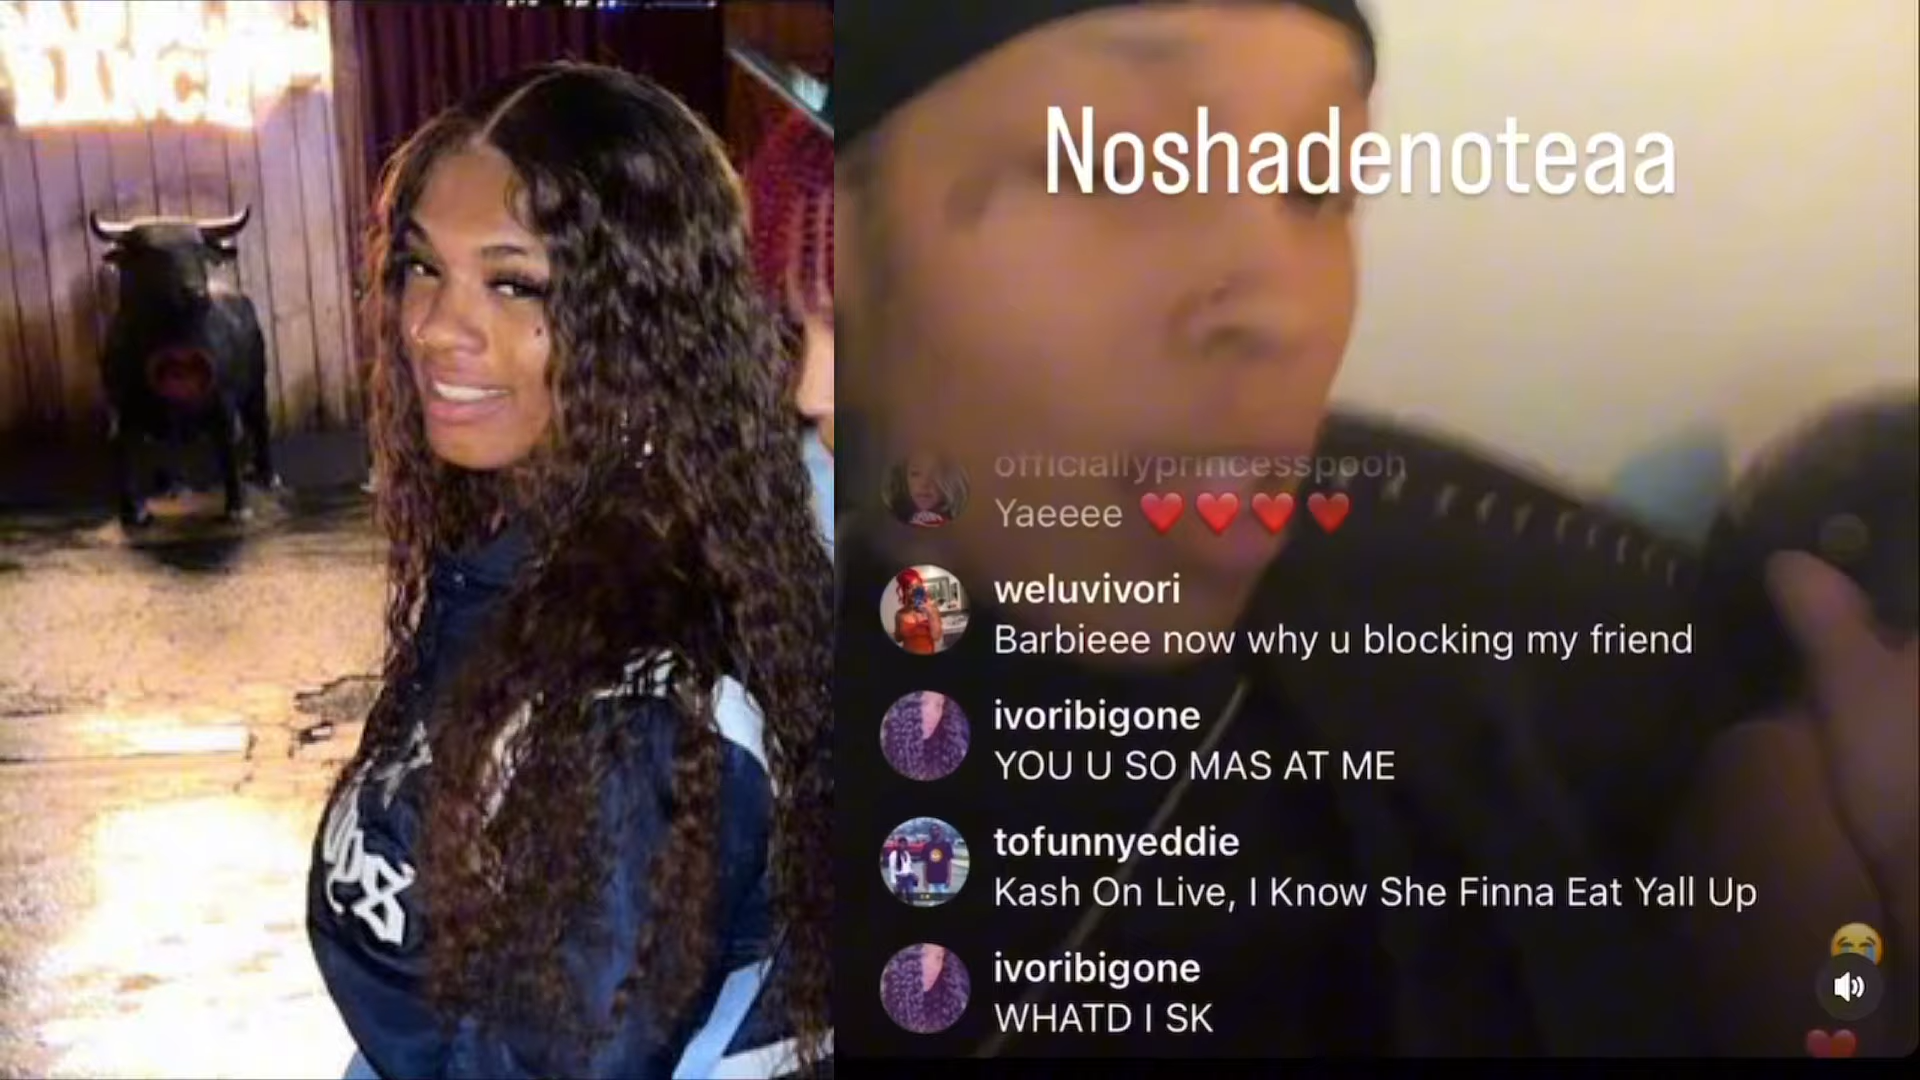 Noshadenoteaa
officiallyprincesspooh
Yaeeee ❤️❤️❤️❤️
weluvivori
Barbieee now why u blocking my friend
ivoribigone
YOU U SO MAS AT ME
tofunnyeddie
Kash On Live, I Know She Finna Eat Yall Up
ivoribigone
WHATD I SK